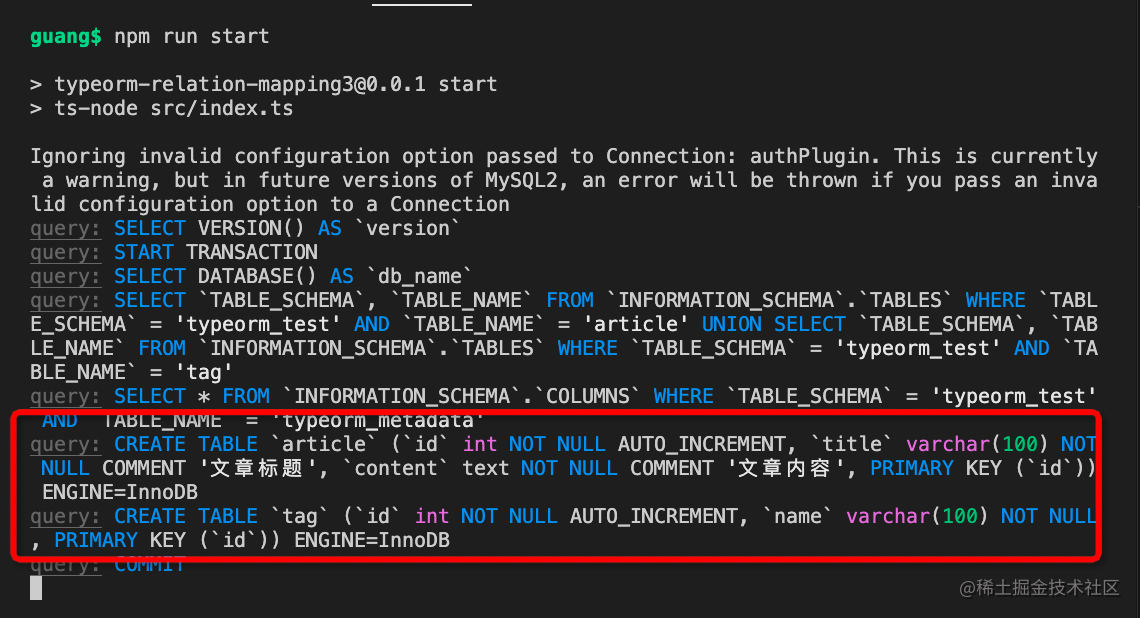 guang$ npm run start
> typeorm-relation-mapping3@0.0.1 start
> ts-node src/index.ts
Ignoring invalid configuration option passed to Connection: authPlugin. This is currently
 a warning, but in future versions of MySQL2, an error will be thrown if you pass an inva
lid configuration option to a Connection
query: SELECT VERSION() AS `version`
query: START TRANSACTION
query: SELECT DATABASE() AS `db_name`
query: SELECT `TABLE_SCHEMA`, `TABLE_NAME` FROM `INFORMATION_SCHEMA`.`TABLES` WHERE `TABL
E_SCHEMA` = 'typeorm_test' AND `TABLE_NAME` = 'article' UNION SELECT `TABLE_SCHEMA`, `TAB
LE_NAME` FROM `INFORMATION_SCHEMA`.`TABLES` WHERE `TABLE_SCHEMA` = 'typeorm_test' AND `TA
BLE_NAME` = 'tag'
query: SELECT * FROM `INFORMATION_SCHEMA`.`COLUMNS` WHERE `TABLE_SCHEMA` = 'typeorm_test'
 AND `TABLE_NAME` = 'typeorm_metadata'
query: CREATE TABLE `article` (`id` int NOT NULL AUTO_INCREMENT, `title` varchar(100) NOT
 NULL COMMENT '文章标题', `content` text NOT NULL COMMENT '文章内容', PRIMARY KEY (`id`))
 ENGINE=InnoDB
query: CREATE TABLE `tag` (`id` int NOT NULL AUTO_INCREMENT, `name` varchar(100) NOT NULL
, PRIMARY KEY (`id`)) ENGINE=InnoDB
query: COMMIT
@稀土掘金技术社区